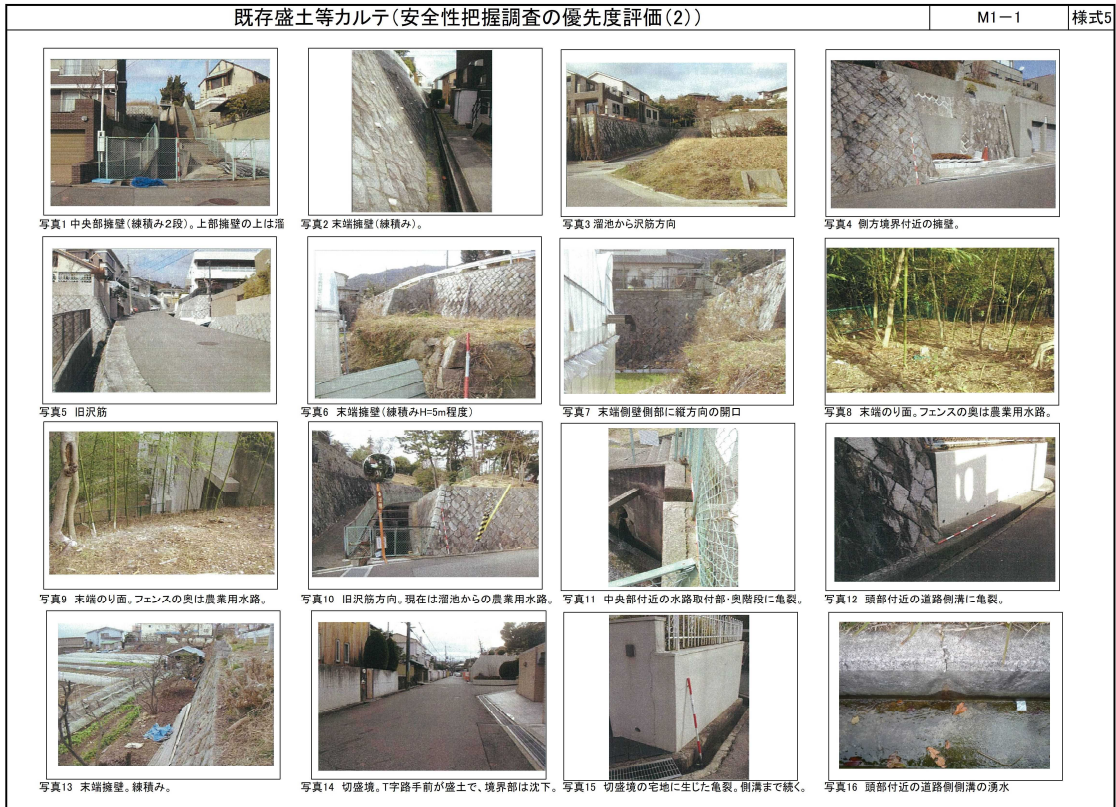 既存盛土等カルテ(安全性把握調査の優先度評価(2))
M1-1
様式5
写真1 中央部擁壁(練積み2段)。上部擁壁の上は溜
写真2 末端擁壁(練積み)。
写真3 溜池から沢筋方向
写真4 側方境界付近の擁壁。
写真5 旧沢筋
写真6 末端擁壁(練積みH=5m程度)
写真7 末端側壁側部に縦方向の開口
写真8 末端のり面。フェンスの奥は農業用水路。
写真9 末端のり面。フェンスの奥は農業用水路。
写真10 旧沢筋方向。現在は溜池からの農業用水路。
写真11 中央部付近の水路取付部・奥階段に亀裂。
写真12 頭部付近の道路側溝に亀裂。
写真13 末端擁壁。練積み。
写真14 切盛境。T字路手前が盛土で、境界部は沈下。
写真15 切盛境の宅地に生じた亀裂。側溝まで続く。
写真16 頭部付近の道路側側溝の湧水